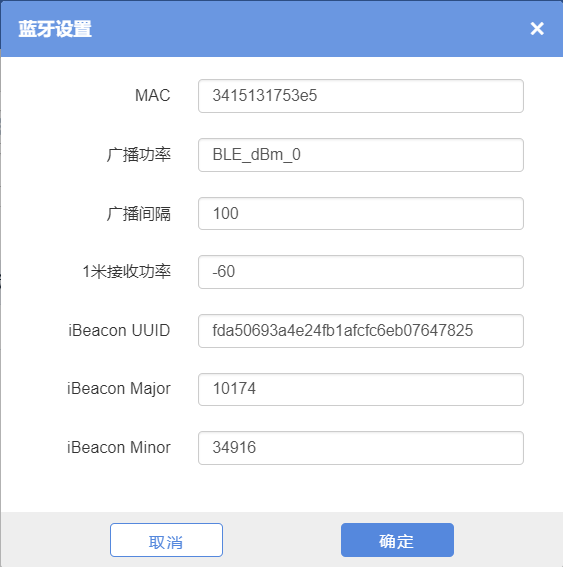 蓝牙设置 ×
MAC 3415131753e5
广播功率 BLE_dBm_0
广播间隔 100
1米接收功率 -60
iBeacon UUID fda50693a4e24fb1afcfc6eb07647825
iBeacon Major 10174
iBeacon Minor 34916
取消 确定